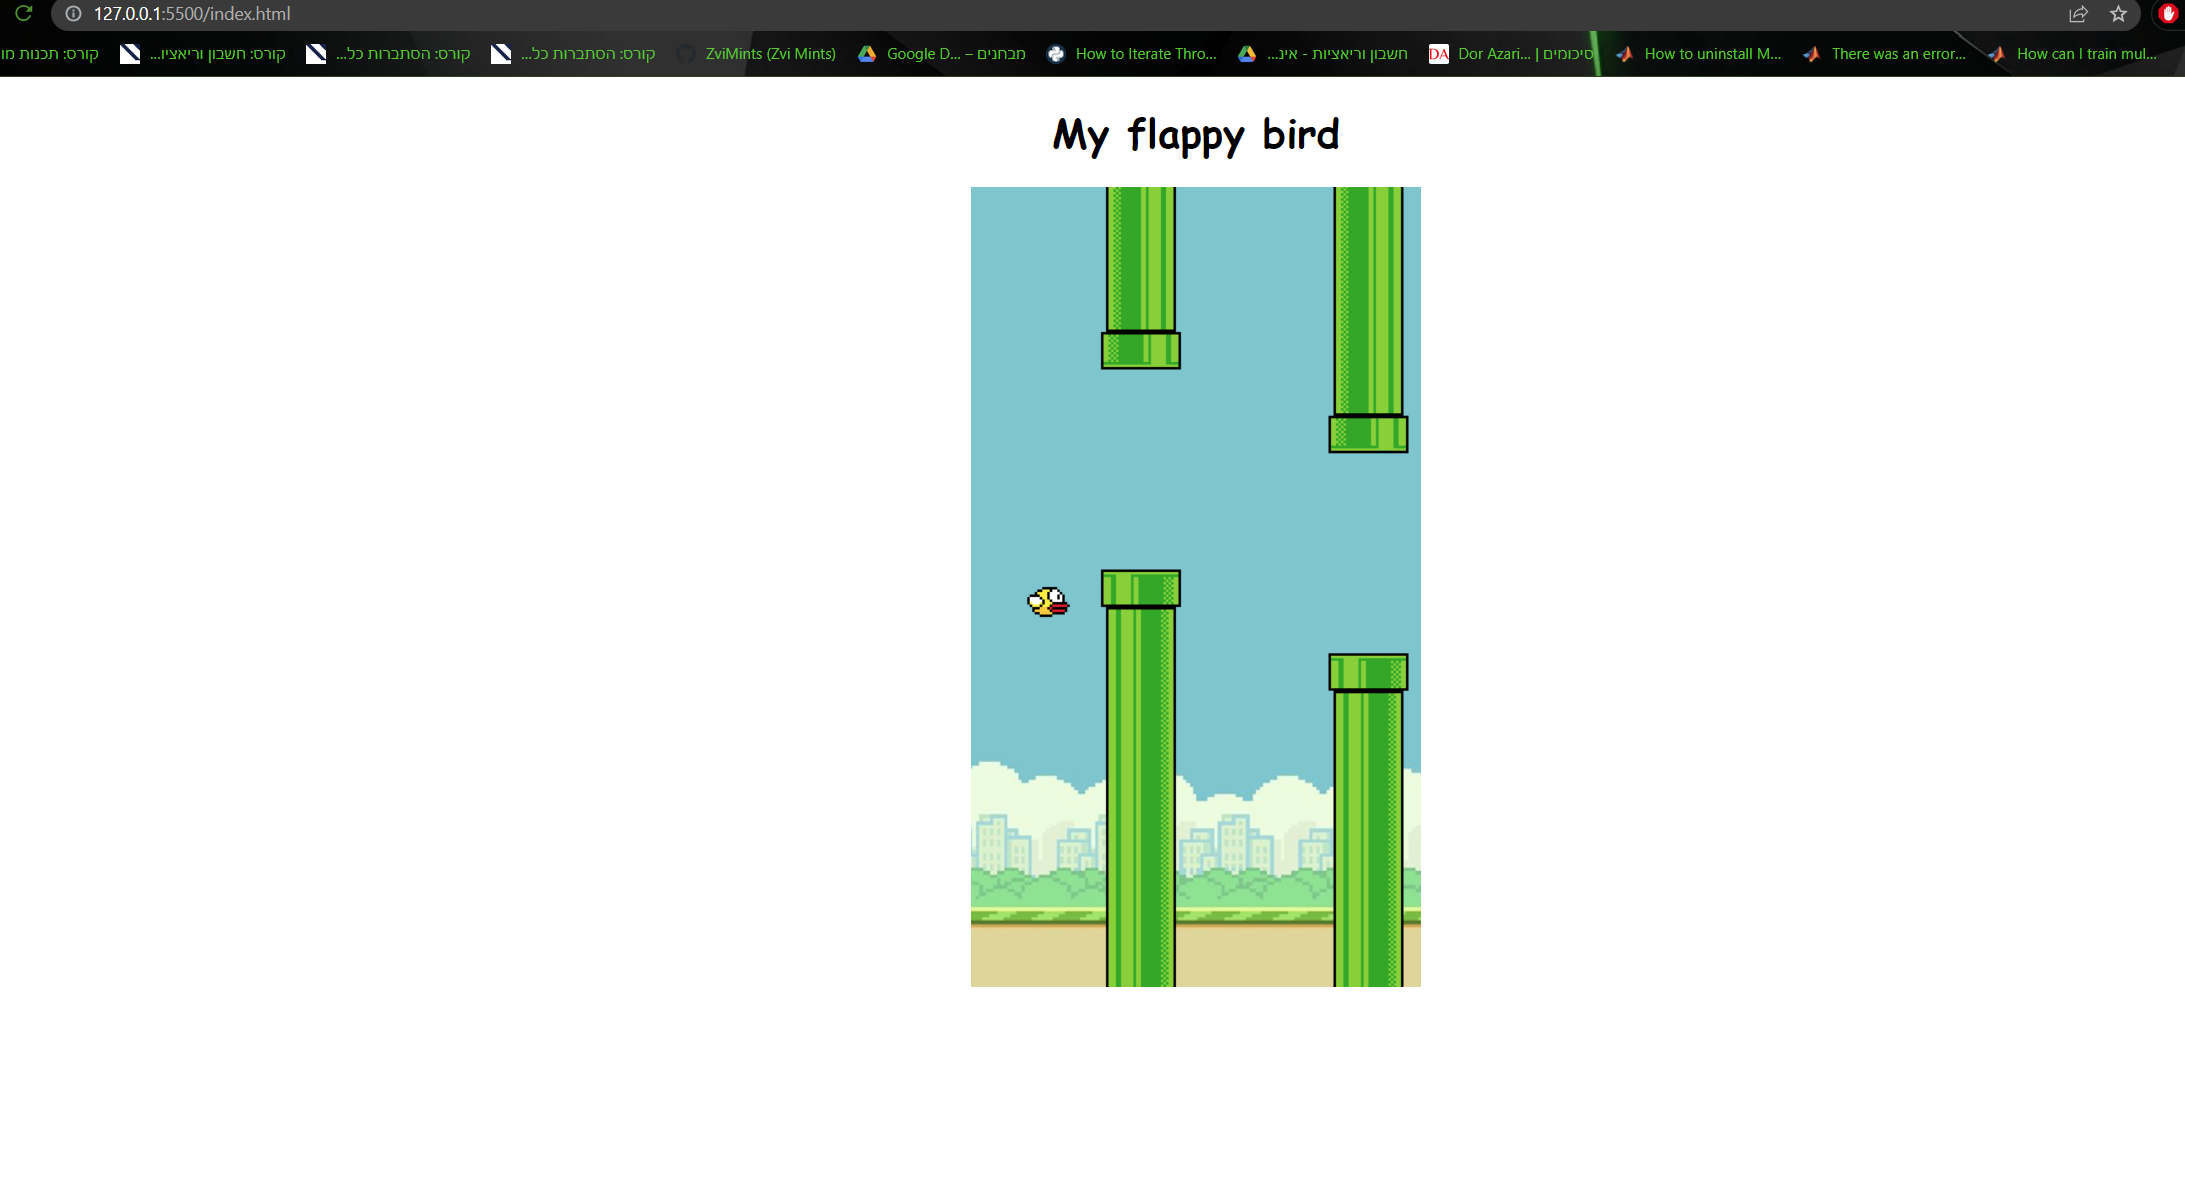 127.0.0.1:5500/index.html
קורס: תכנות מו
קורס: חשבון וריאציו...
קורס: הסתברות כל...
קורס: הסתברות כל...
ZviMints (Zvi Mints)
מבחנים – Google D...
How to Iterate Thro...
חשבון וריאציות - אינ...
DA
סיכומים | Dor Azari...
How to uninstall M...
There was an error...
How can I train mul...
My flappy bird